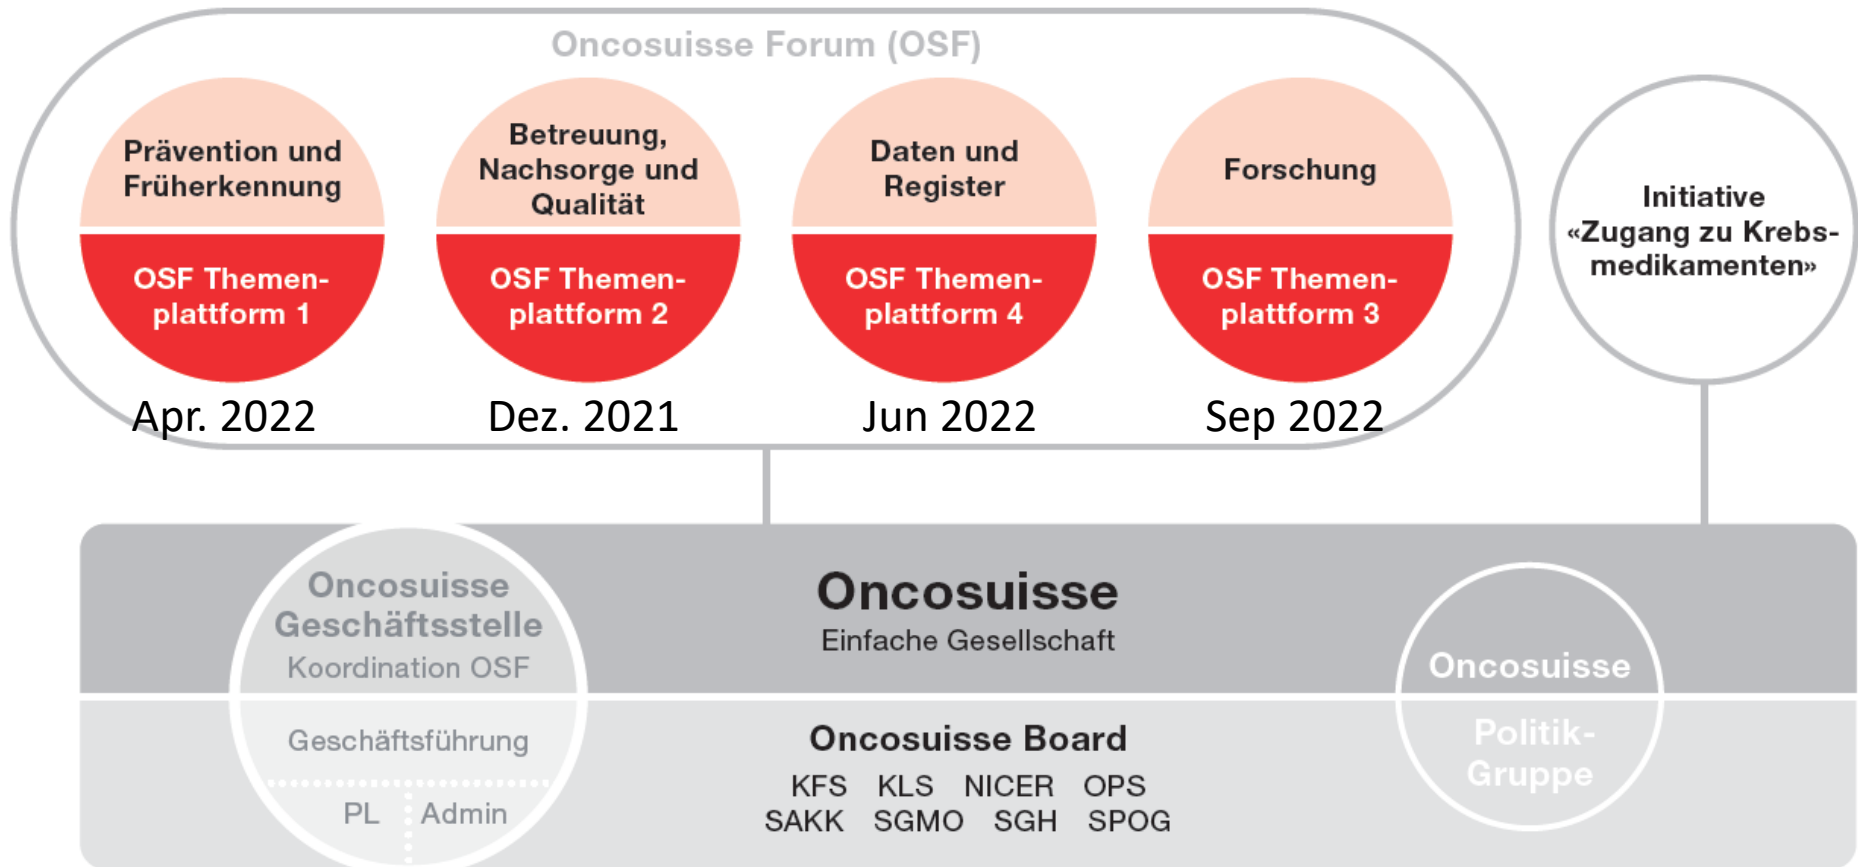 Oncosuisse Forum (OSF)
Prävention und
Früherkennung
OSF Themen-
plattform 1
Apr. 2022
Betreuung,
Nachsorge und
Qualität
OSF Themen-
plattform 2
Dez. 2021
Daten und
Register
OSF Themen-
plattform 4
Jun 2022
Forschung
OSF Themen-
plattform 3
Sep 2022
Initiative
«Zugang zu Krebs-
medikamenten»
Oncosuisse
Geschäftsstelle
Koordination OSF
Geschäftsführung
PL Admin
Oncosuisse
Einfache Gesellschaft
Oncosuisse Board
KFS KLS NICER OPS
SAKK SGMO SGH SPOG
Oncosuisse
Politik-
Gruppe